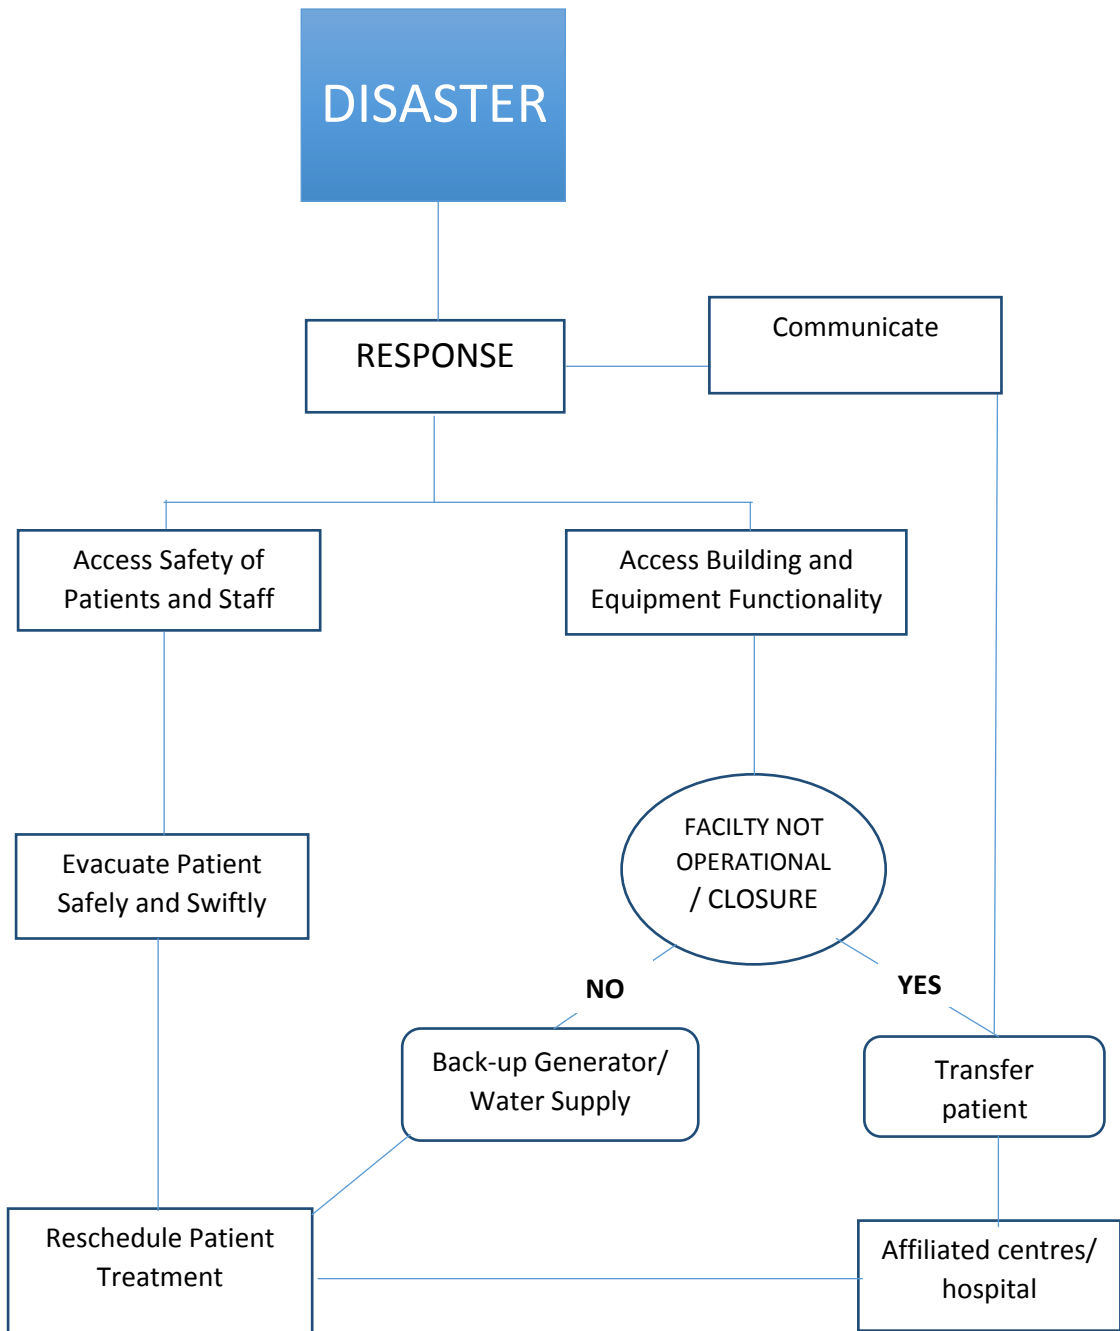 DISASTER
RESPONSE
Communicate
Access Safety of
Patients and Staff
Access Building and
Equipment Functionality
Evacuate Patient
Safely and Swiftly
FACILTY NOT
OPERATIONAL
/ CLOSURE
NO
YES
Back-up Generator/
Water Supply
Transfer
patient
Reschedule Patient
Treatment
Affiliated centres/
hospital